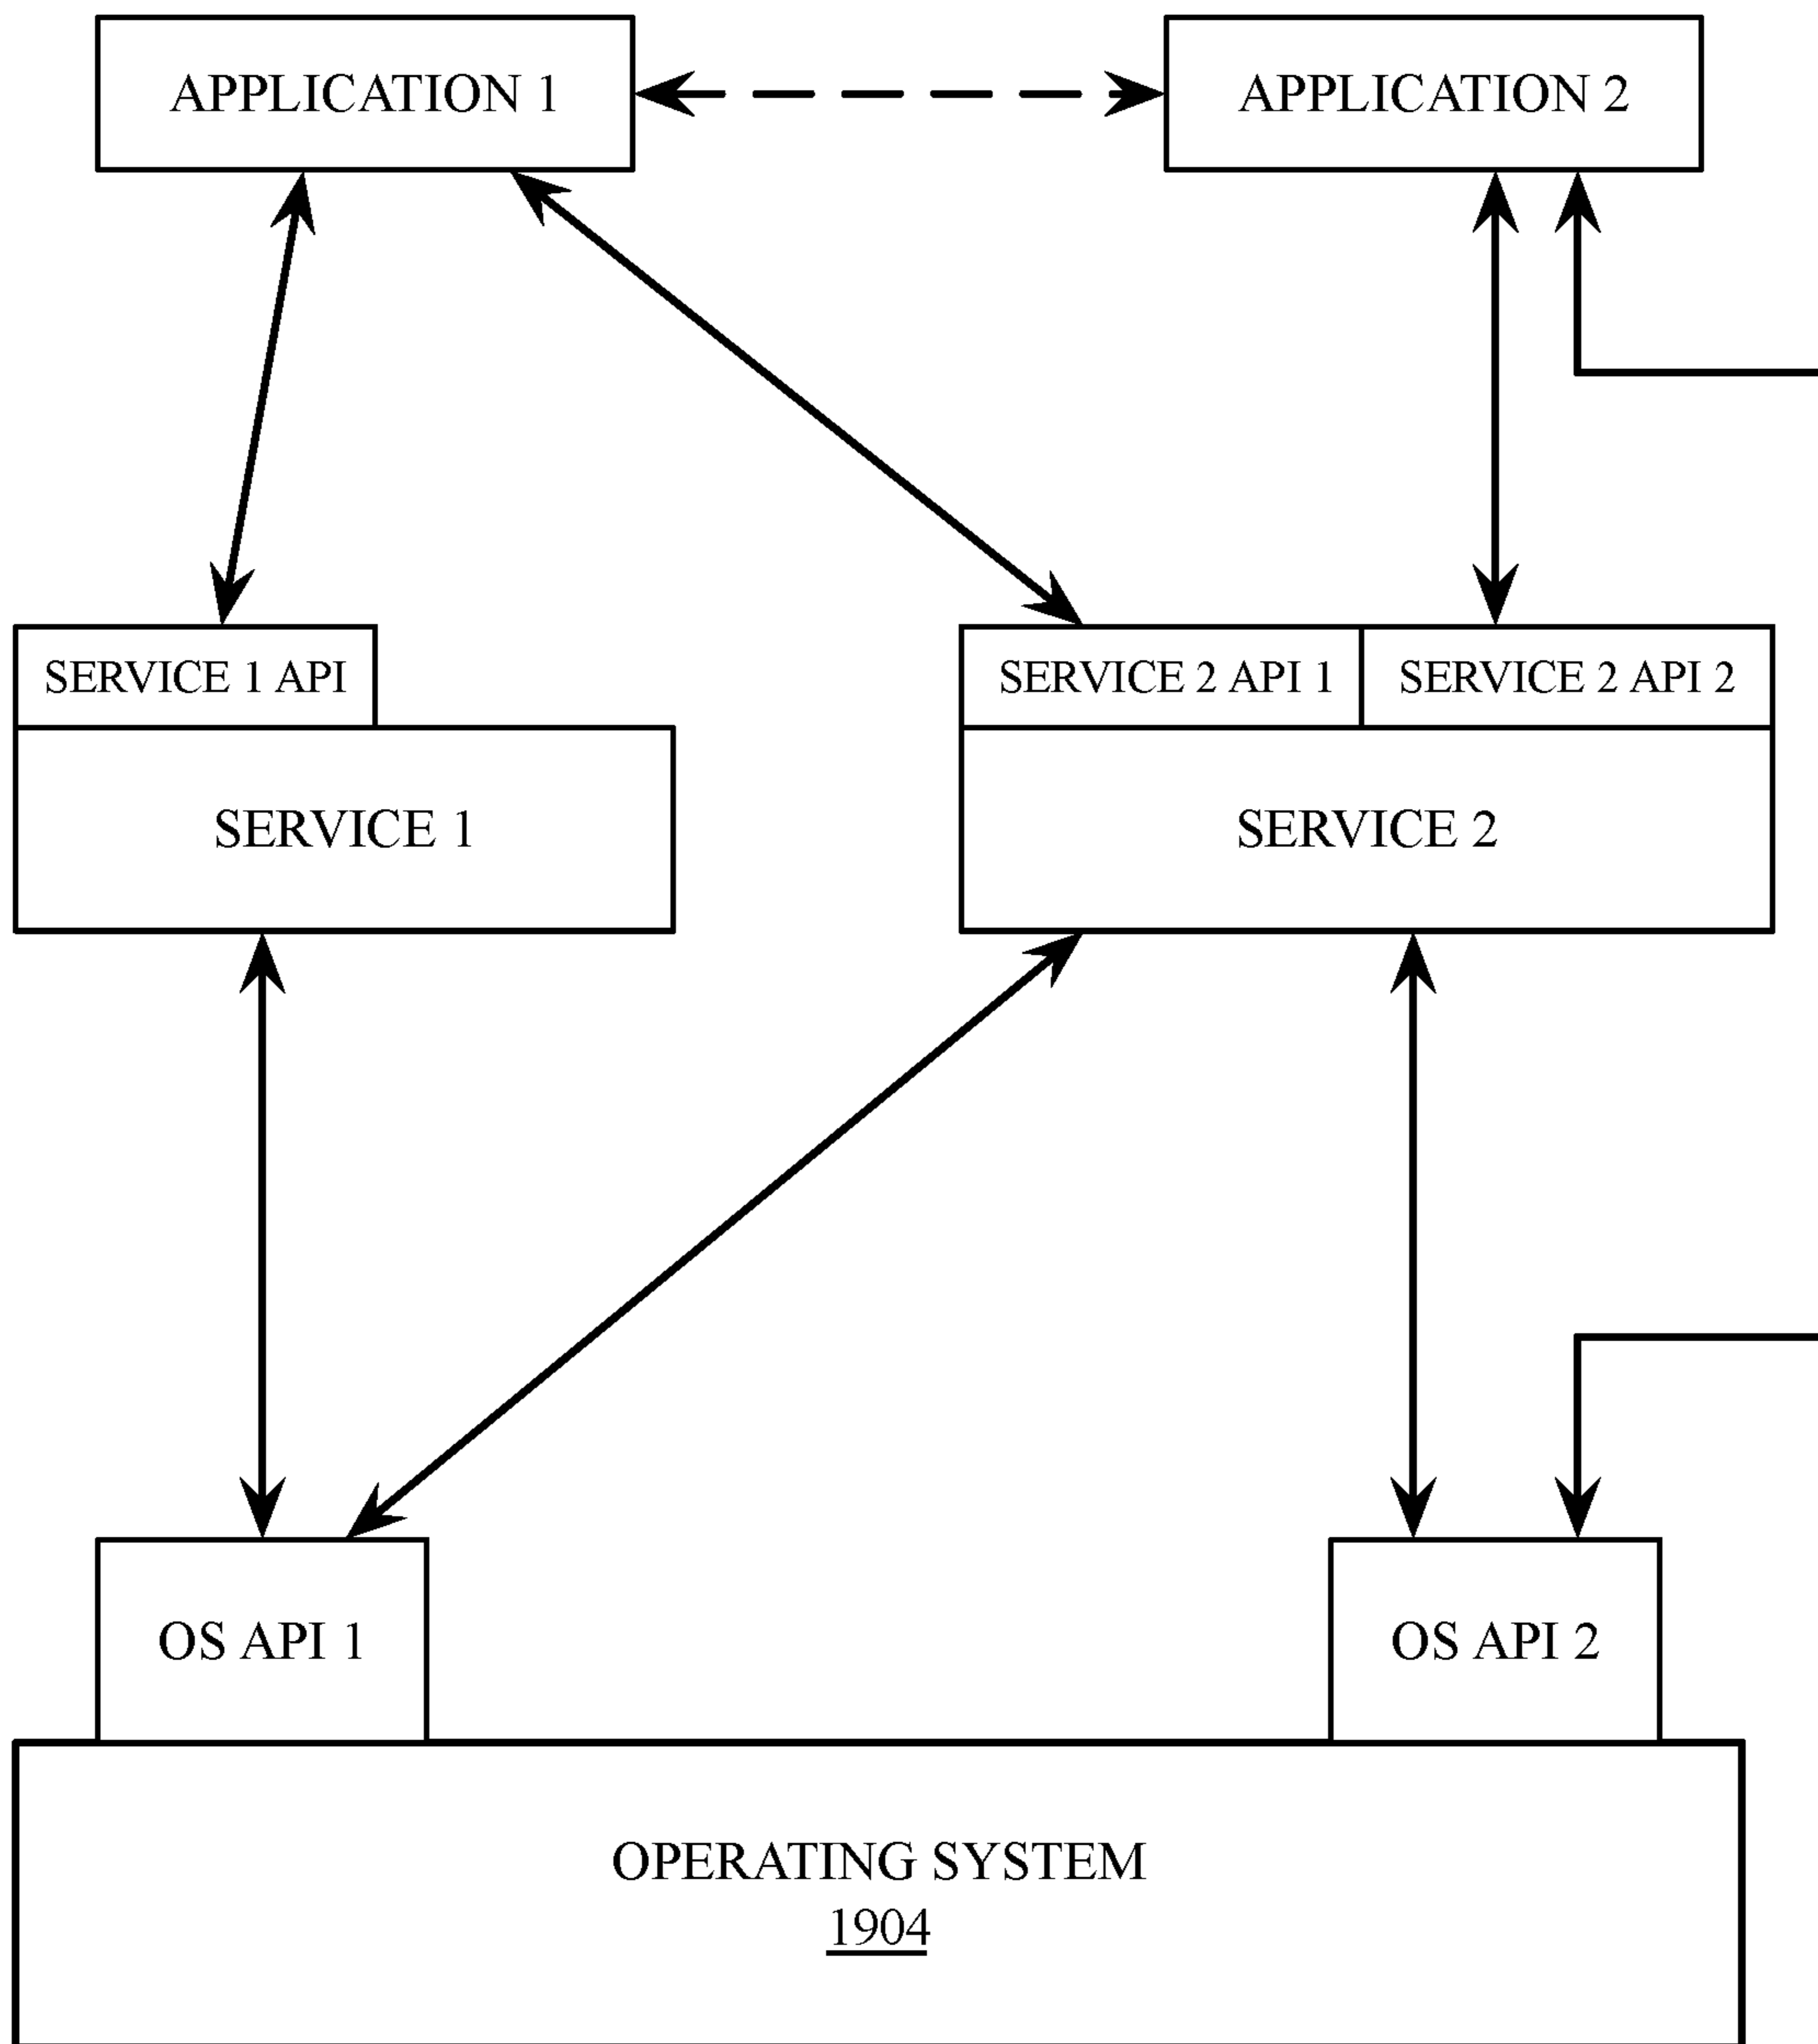 APPLICATION 1
APPLICATION 2
SERVICE 1 API
SERVICE 2 API 1
SERVICE 2 API 2
SERVICE 1
SERVICE 2
OS API 1
OS API 2
OPERATING SYSTEM
1904